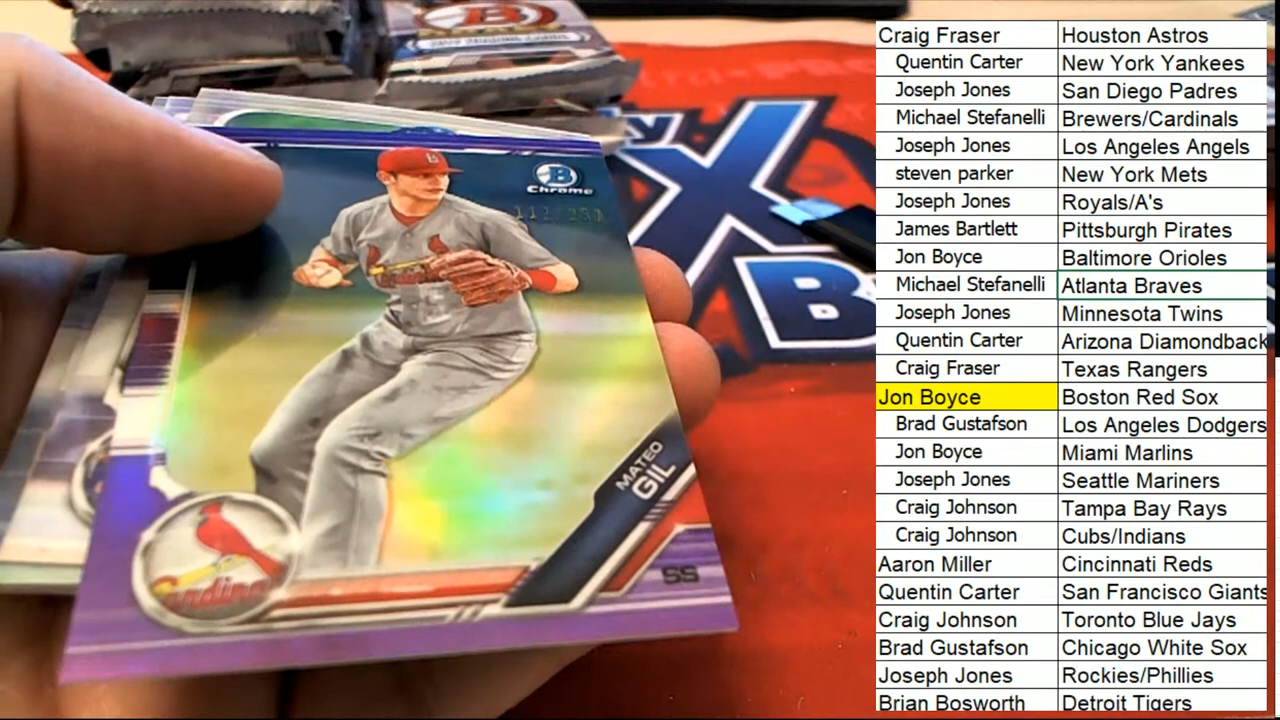 B
Chrome
MATEO
GIL
SS
Cardinals
X
B
Craig Fraser Houston Astros
Quentin Carter New York Yankees
Joseph Jones San Diego Padres
Michael Stefanelli Brewers/Cardinals
Joseph Jones Los Angeles Angels
steven parker New York Mets
Joseph Jones Royals/A's
James Bartlett Pittsburgh Pirates
Jon Boyce Baltimore Orioles
Michael Stefanelli Atlanta Braves
Joseph Jones Minnesota Twins
Quentin Carter Arizona Diamondback
Craig Fraser Texas Rangers
Jon Boyce Boston Red Sox
Brad Gustafson Los Angeles Dodgers
Jon Boyce Miami Marlins
Joseph Jones Seattle Mariners
Craig Johnson Tampa Bay Rays
Craig Johnson Cubs/Indians
Aaron Miller Cincinnati Reds
Quentin Carter San Francisco Giants
Craig Johnson Toronto Blue Jays
Brad Gustafson Chicago White Sox
Joseph Jones Rockies/Phillies
Brian Bosworth Detroit Tigers